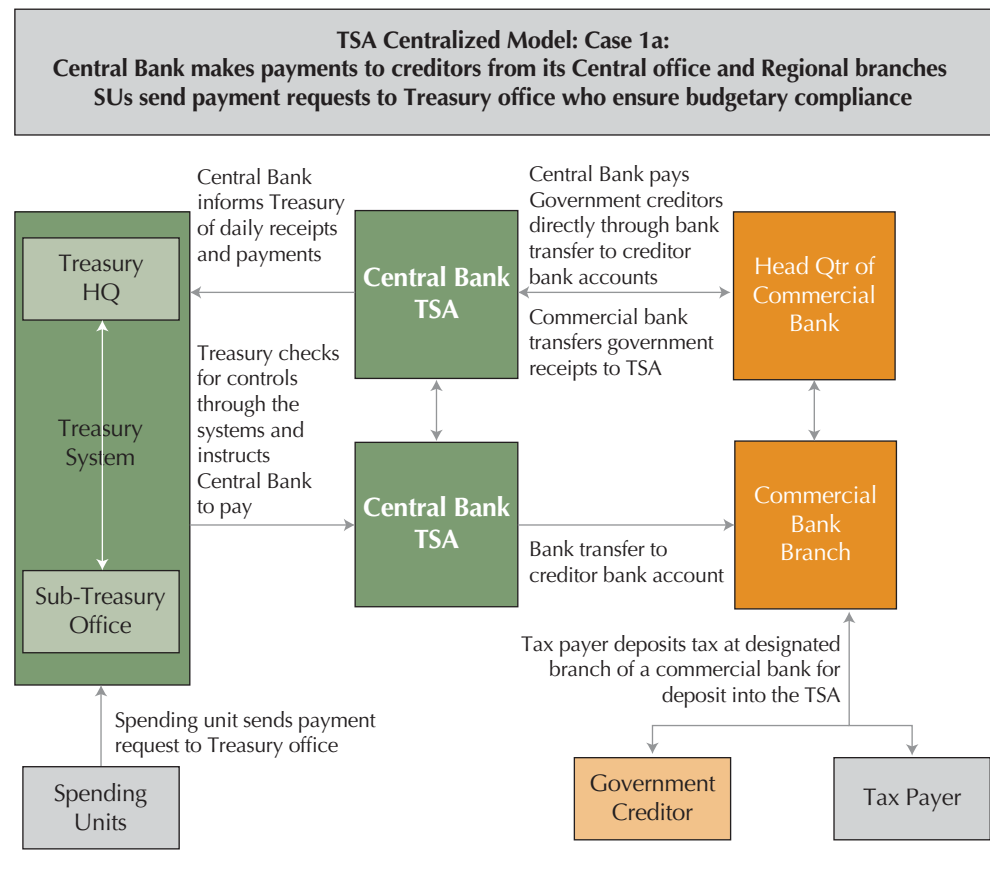 TSA Centralized Model: Case 1a:
Central Bank makes payments to creditors from its Central office and Regional branches
SUs send payment requests to Treasury office who ensure budgetary compliance
Central Bank
informs Treasury
of daily receipts
and payments
Central Bank pays
Government creditors
directly through bank
transfer to creditor
bank accounts
Treasury
HQ
Central Bank
TSA
Head Qtr of
Commercial
Bank
Commercial bank
transfers government
receipts to TSA
Treasury checks
for controls
through the
systems and
instructs
Central Bank
to pay
Treasury
System
Central Bank
TSA
Commercial
Bank
Branch
Bank transfer to
creditor bank account
Sub-Treasury
Office
Tax payer deposits tax at designated
branch of a commercial bank for
deposit into the TSA
Spending unit sends payment
request to Treasury office
Spending
Units
Government
Creditor
Tax Payer